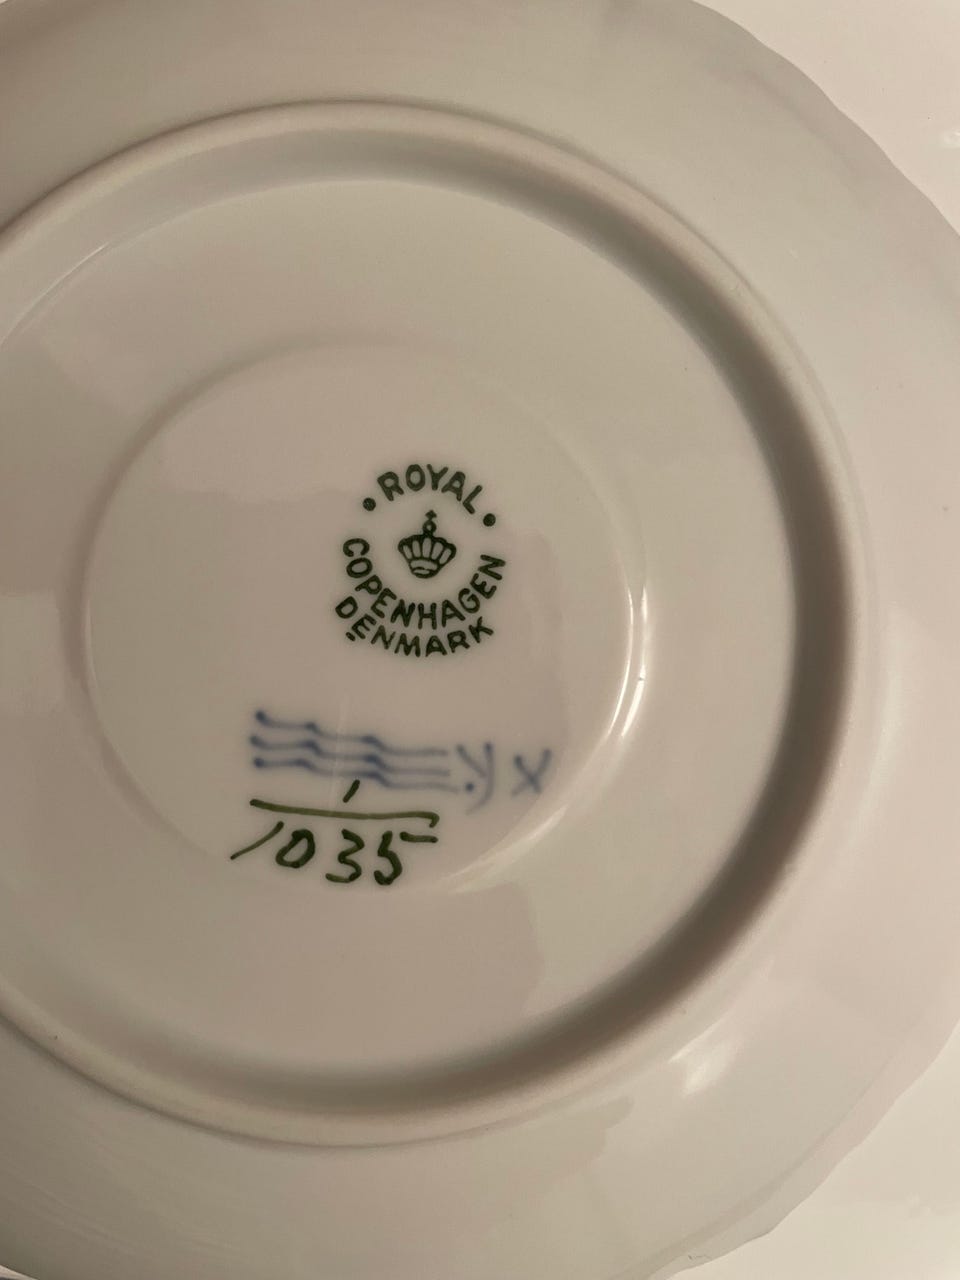 • ROYAL •
COPENHAGEN
DENMARK
X
1
1035